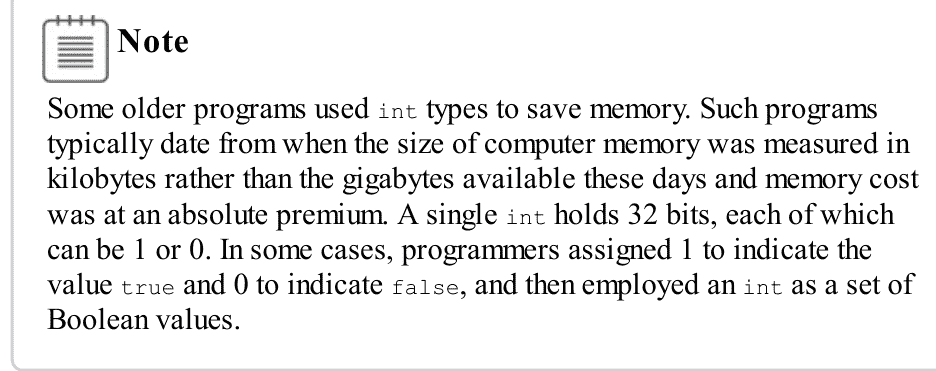 Note
Some older programs used int types to save memory. Such programs
typically date from when the size of computer memory was measured in
kilobytes rather than the gigabytes available these days and memory cost
was at an absolute premium. A single int holds 32 bits, each of which
can be 1 or 0. In some cases, programmers assigned 1 to indicate the
value true and 0 to indicate false, and then employed an int as a set of
Boolean values.